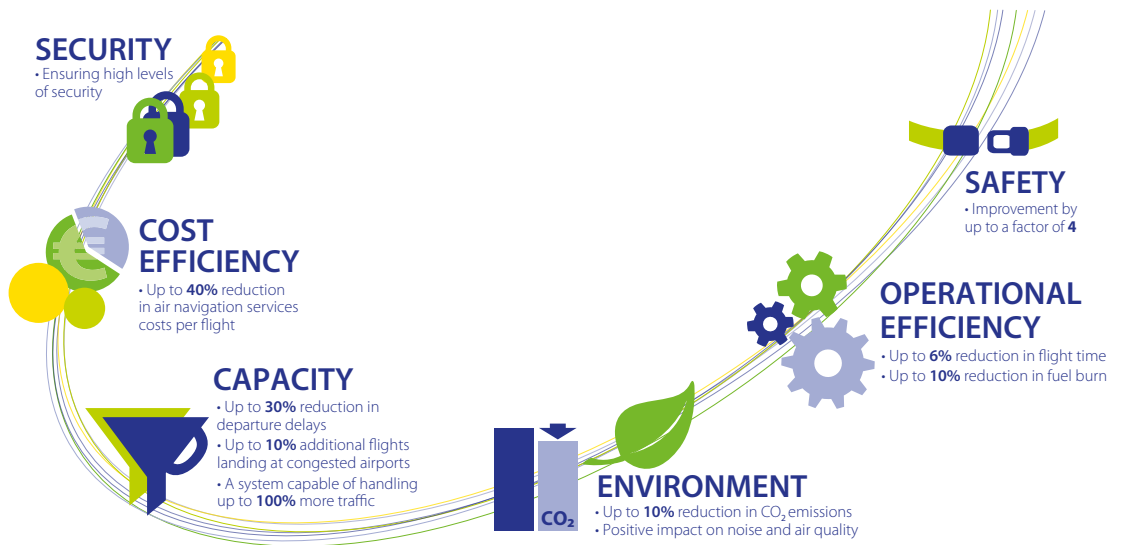 SECURITY
• Ensuring high levels
of security
COST
EFFICIENCY
• Up to 40% reduction
in air navigation services
costs per flight
CAPACITY
• Up to 30% reduction in
departure delays
• Up to 10% additional flights
landing at congested airports
• A system capable of handling
up to 100% more traffic
CO₂
ENVIRONMENT
• Up to 10% reduction in CO₂ emissions
• Positive impact on noise and air quality
OPERATIONAL
EFFICIENCY
• Up to 6% reduction in flight time
• Up to 10% reduction in fuel burn
SAFETY
• Improvement by
up to a factor of 4